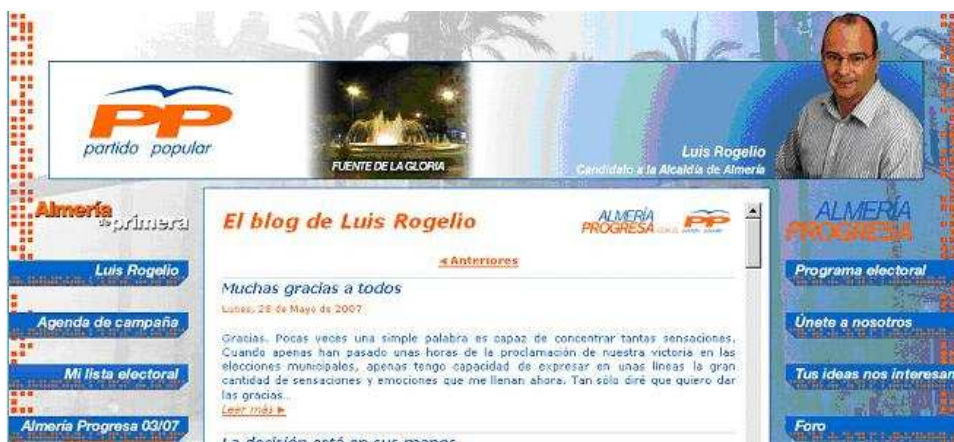 PP
partido popular
FUENTE DE LA GLORIA
Luis Rogelio
Candidato a la Alcaldía de Almería
Almería
de primera
Luis Rogelio
Agenda de campaña
Mi lista electoral
Almería Progresa 03/07
El blog de Luis Rogelio
ALMERÍA
PROGRESA
PP
◄ Anteriores
Muchas gracias a todos
Lunes, 28 de Mayo de 2007
Gracias. Pocas veces una simple palabra es capaz de concentrar tantas sensaciones.
Cuando apenas han pasado unas horas de la proclamación de nuestra victoria en las
elecciones municipales, apenas tengo capacidad de expresar en unas líneas la gran
cantidad de sensaciones y emociones que me llenan ahora. Tan sólo diré que quiero dar
las gracias...
Leer más ►
La decisión está en sus manos
ALMERÍA
PROGRESA
Programa electoral
Únete a nosotros
Tus ideas nos interesan
Foro